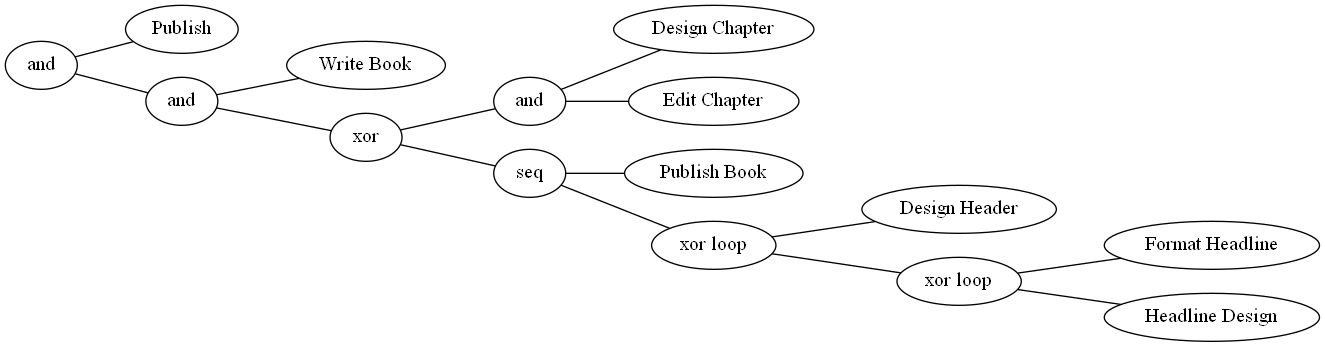 Publish
and
Write Book
and
Design Chapter
and
Edit Chapter
xor
seq
Publish Book
Design Header
xor loop
Format Headline
xor loop
Headline Design